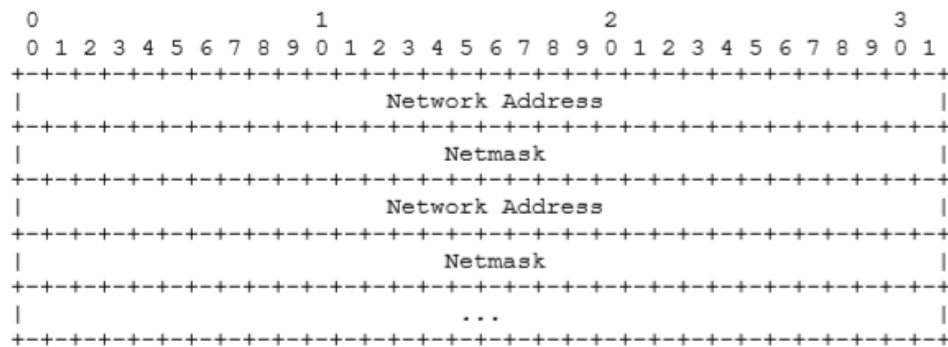 0                   1                   2                   3
 0 1 2 3 4 5 6 7 8 9 0 1 2 3 4 5 6 7 8 9 0 1 2 3 4 5 6 7 8 9 0 1
+-+-+-+-+-+-+-+-+-+-+-+-+-+-+-+-+-+-+-+-+-+-+-+-+-+-+-+-+-+-+-+-+
|                         Network Address                       |
+-+-+-+-+-+-+-+-+-+-+-+-+-+-+-+-+-+-+-+-+-+-+-+-+-+-+-+-+-+-+-+-+
|                             Netmask                           |
+-+-+-+-+-+-+-+-+-+-+-+-+-+-+-+-+-+-+-+-+-+-+-+-+-+-+-+-+-+-+-+-+
|                         Network Address                       |
+-+-+-+-+-+-+-+-+-+-+-+-+-+-+-+-+-+-+-+-+-+-+-+-+-+-+-+-+-+-+-+-+
|                             Netmask                           |
+-+-+-+-+-+-+-+-+-+-+-+-+-+-+-+-+-+-+-+-+-+-+-+-+-+-+-+-+-+-+-+-+
|                              ...                              |
+-+-+-+-+-+-+-+-+-+-+-+-+-+-+-+-+-+-+-+-+-+-+-+-+-+-+-+-+-+-+-+-+